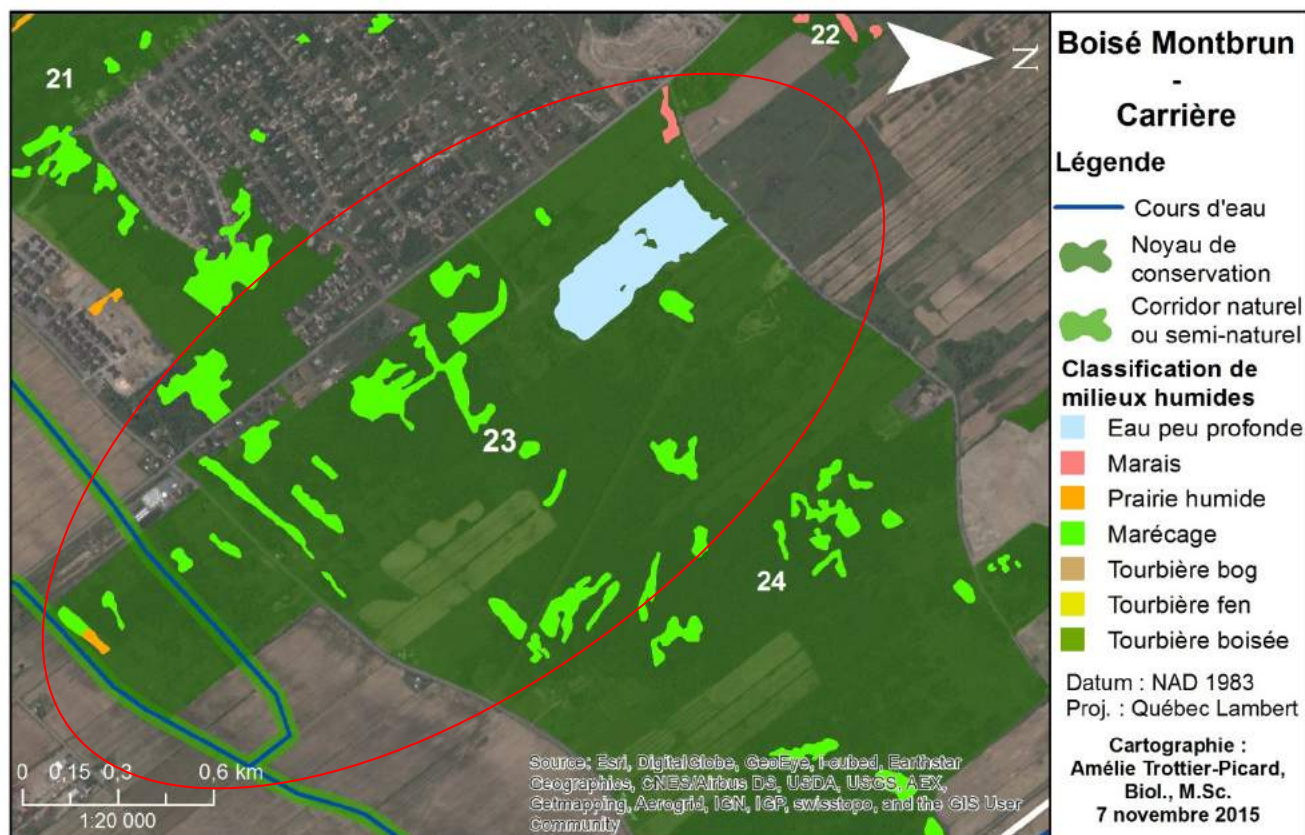 21
22
23
24
N
0 0,15 0,3 0,6 km
1:20 000
Source: Esri, DigitalGlobe, GeoEye, i-cubed, Earthstar
Geographics, CNES/Airbus DS, USDA, USGS, AEX,
Getmapping, Aerogrid, IGN, IGP, swisstopo, and the GIS User
Community
Boisé Montbrun
-
Carrière
Légende
Cours d'eau
Noyau de
conservation
Corridor naturel
ou semi-naturel
Classification de
milieux humides
Eau peu profonde
Marais
Prairie humide
Marécage
Tourbière bog
Tourbière fen
Tourbière boisée
Datum : NAD 1983
Proj. : Québec Lambert
Cartographie :
Amélie Trottier-Picard,
Biol., M.Sc.
7 novembre 2015